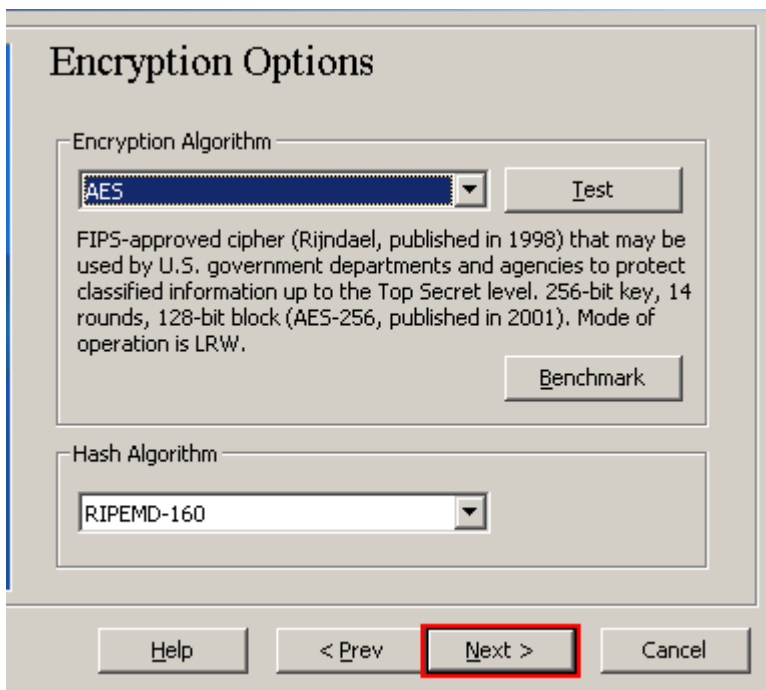 Encryption Options
Encryption Algorithm
AES
Test
FIPS-approved cipher (Rijndael, published in 1998) that may be
used by U.S. government departments and agencies to protect
classified information up to the Top Secret level. 256-bit key, 14
rounds, 128-bit block (AES-256, published in 2001). Mode of
operation is LRW.
Benchmark
Hash Algorithm
RIPEMD-160
Help
< Prev
Next >
Cancel